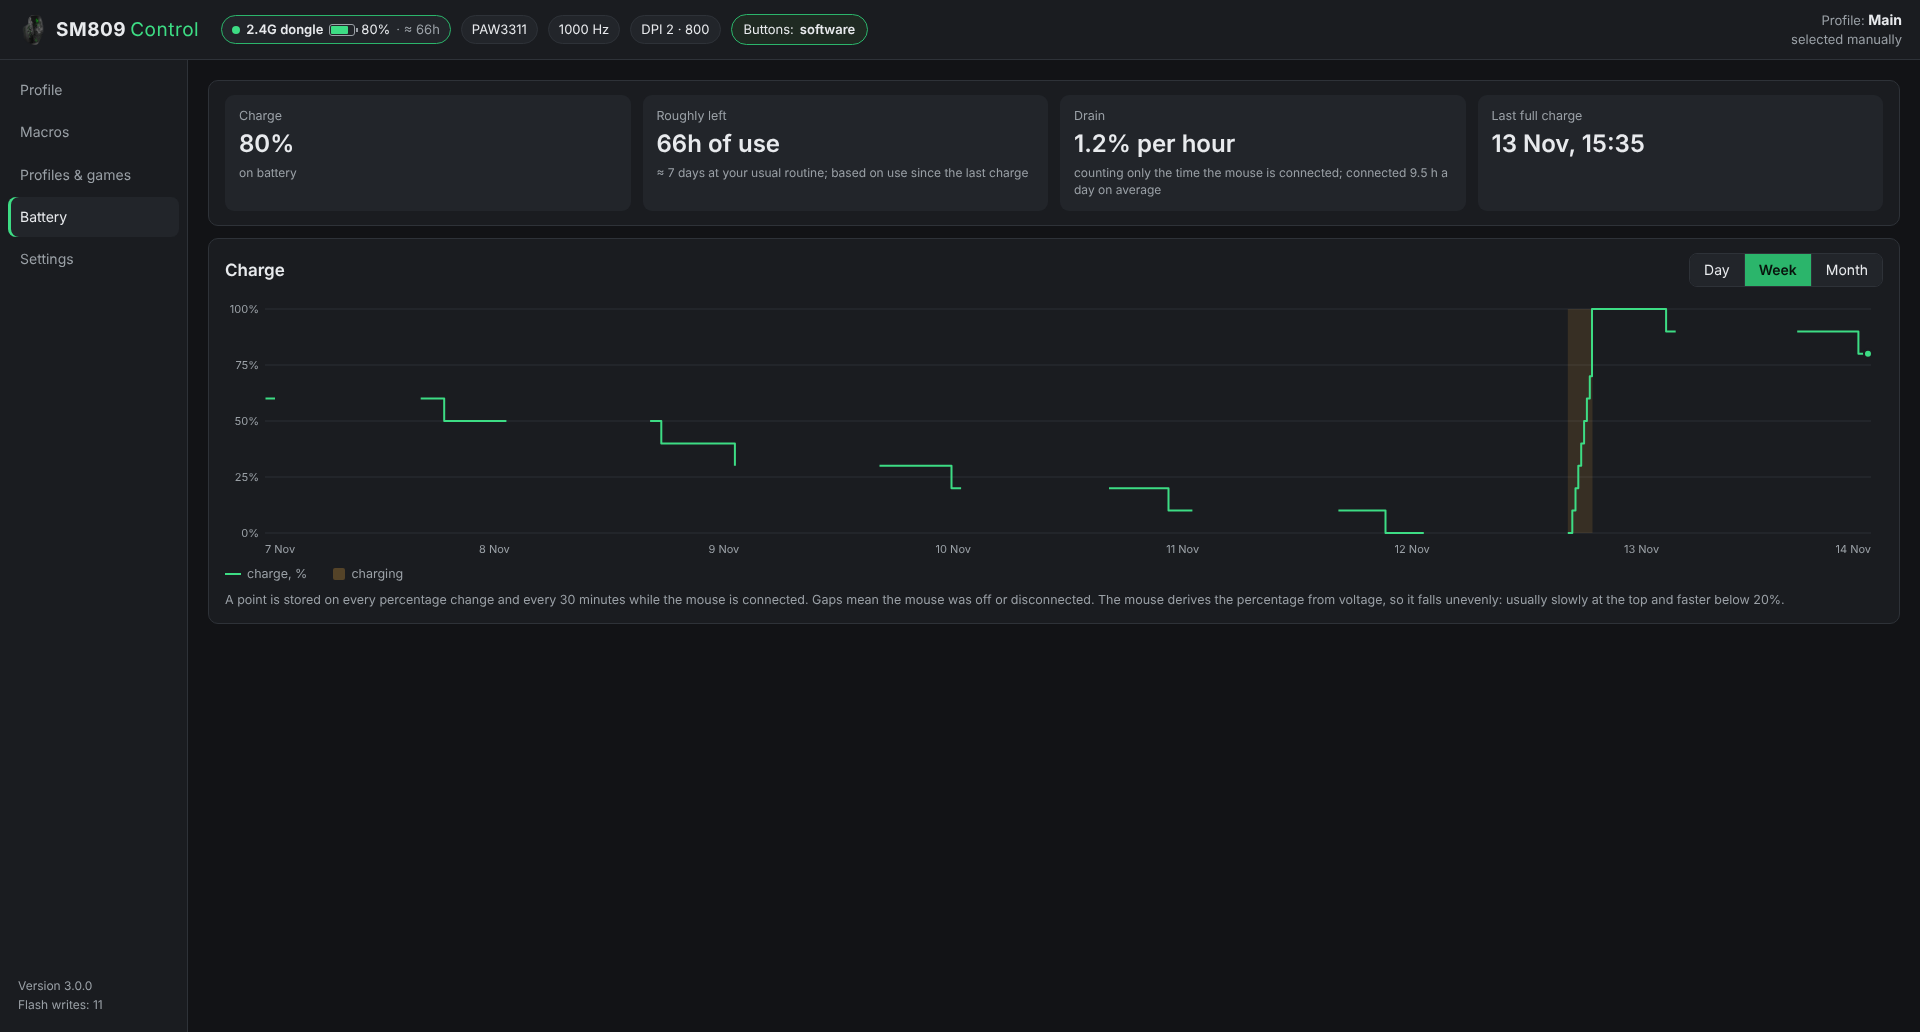 SM809 Control
2.4G dongle 80% · ≈ 66h
PAW3311
1000 Hz
DPI 2 · 800
Buttons: software
Profile: Main
selected manually
Profile
Macros
Profiles & games
Battery
Settings
Charge
80%
on battery
Roughly left
66h of use
≈ 7 days at your usual routine; based on use since the last charge
Drain
1.2% per hour
counting only the time the mouse is connected; connected 9.5 h a
day on average
Last full charge
13 Nov, 15:35
Charge
Day Week Month
100%
75%
50%
25%
0%
7 Nov 8 Nov 9 Nov 10 Nov 11 Nov 12 Nov 13 Nov 14 Nov
charge, % charging
A point is stored on every percentage change and every 30 minutes while the mouse is connected. Gaps mean the mouse was off or disconnected. The mouse derives the percentage from voltage, so it falls unevenly: usually slowly at the top and faster below 20%.
Version 3.0.0
Flash writes: 11